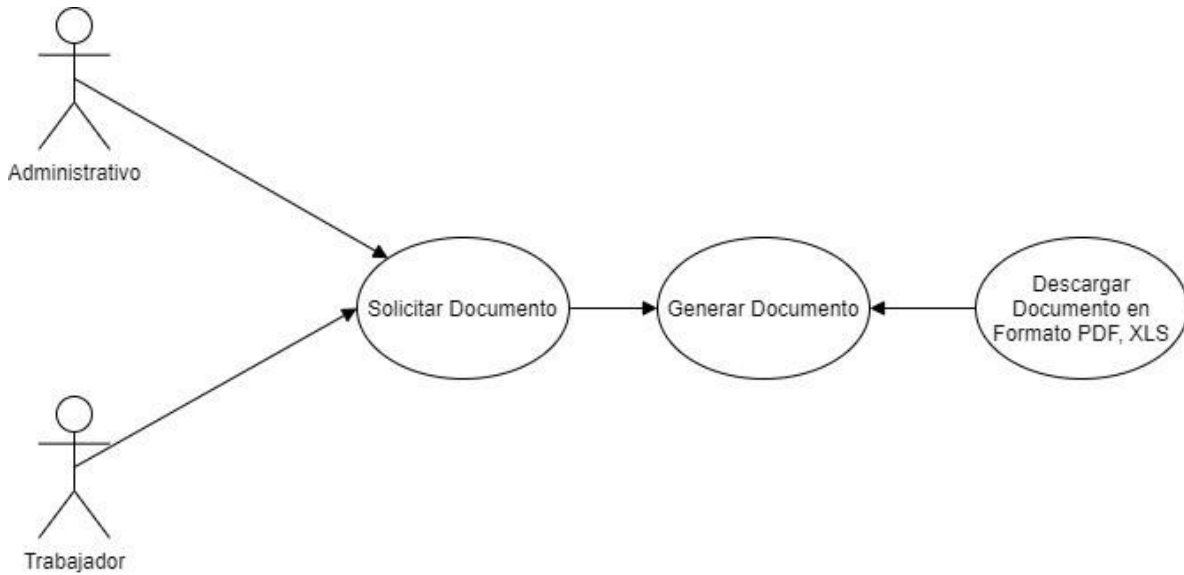 Administrativo
Solicitar Documento
Generar Documento
Descargar
Documento en
Formato PDF, XLS
Trabajador